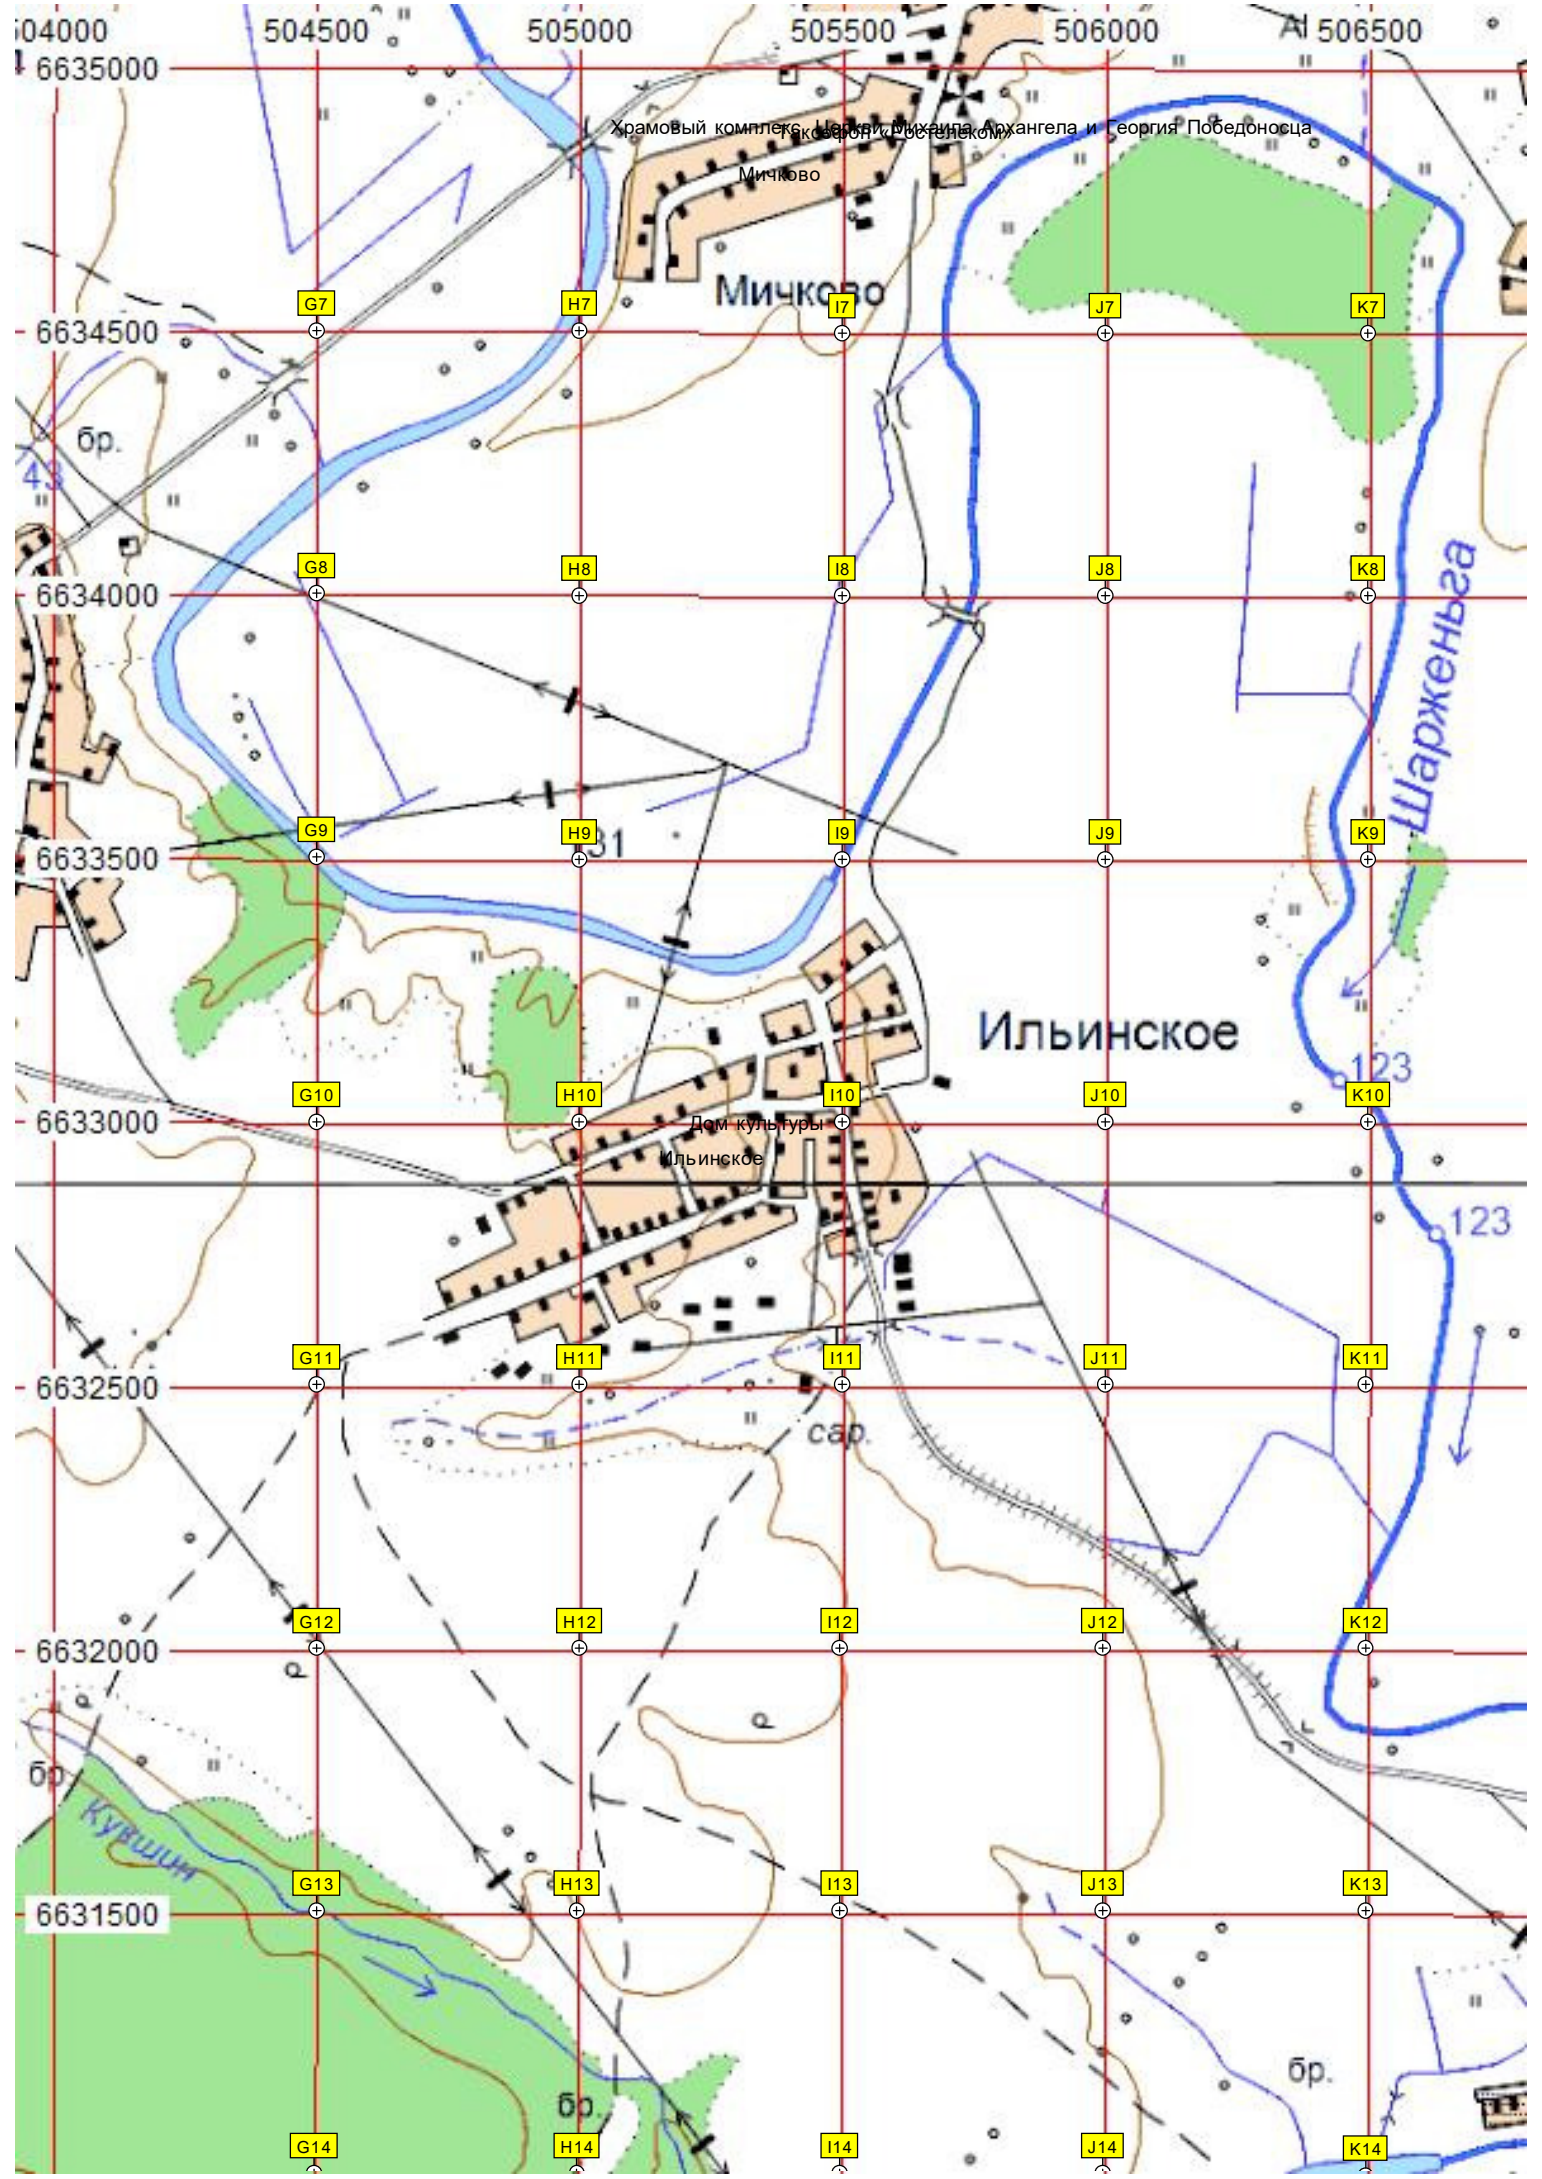 504000 504500 505000 505500 506000 506500
6635000
Храмовый комплекс. Церкви Михаила Архангела и Георгия Победоносца
Таксофон «Ростелеком»
Мичково
Мичково
G7 H7 I7 J7 K7
6634500
бр.
43
G8 H8 I8 J8 K8
6634000
Шарженьга
G9 H9 I9 J9 K9
31
6633500
Ильинское
123
G10 H10 I10 J10 K10
6633000
Дом культуры
Ильинское
123
G11 H11 I11 J11 K11
6632500
сар.
G12 H12 I12 J12 K12
6632000
бр.
Кувшин
G13 H13 I13 J13 K13
6631500
бр.
бр.
G14 H14 I14 J14 K14